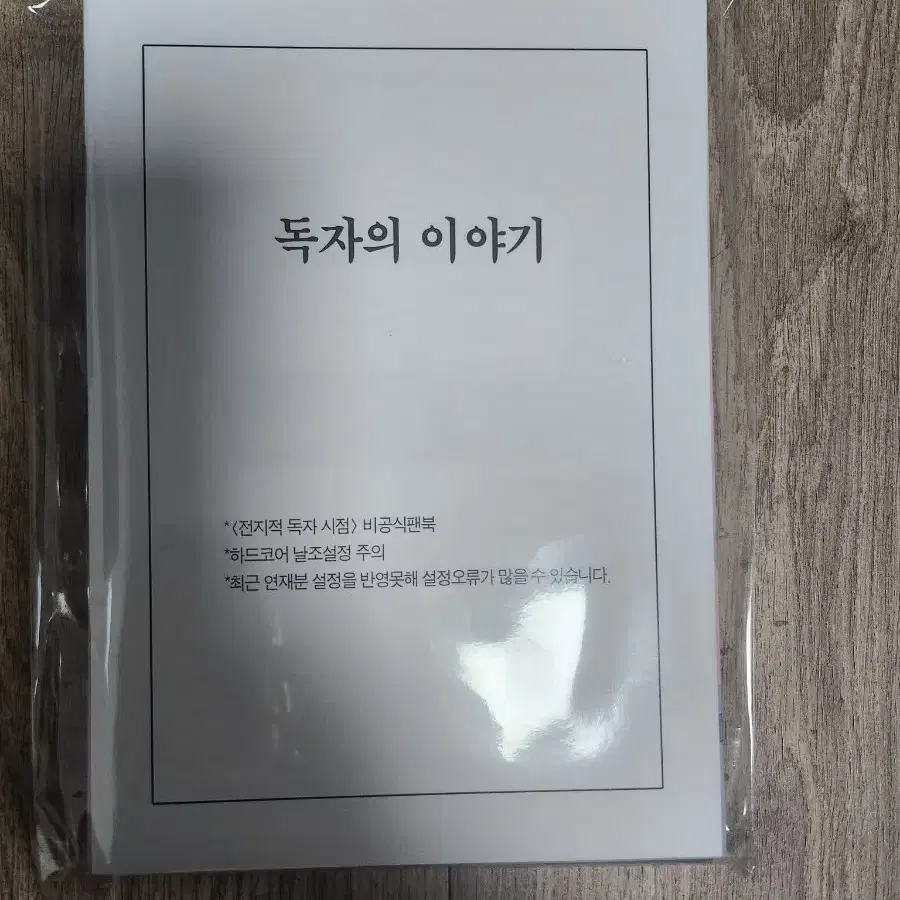 독자의 이야기
*<전지적 독자 시점> 비공식팬북
*하드코어 날조설정 주의
*최근 연재분 설정을 반영못해 설정오류가 많을 수 있습니다.